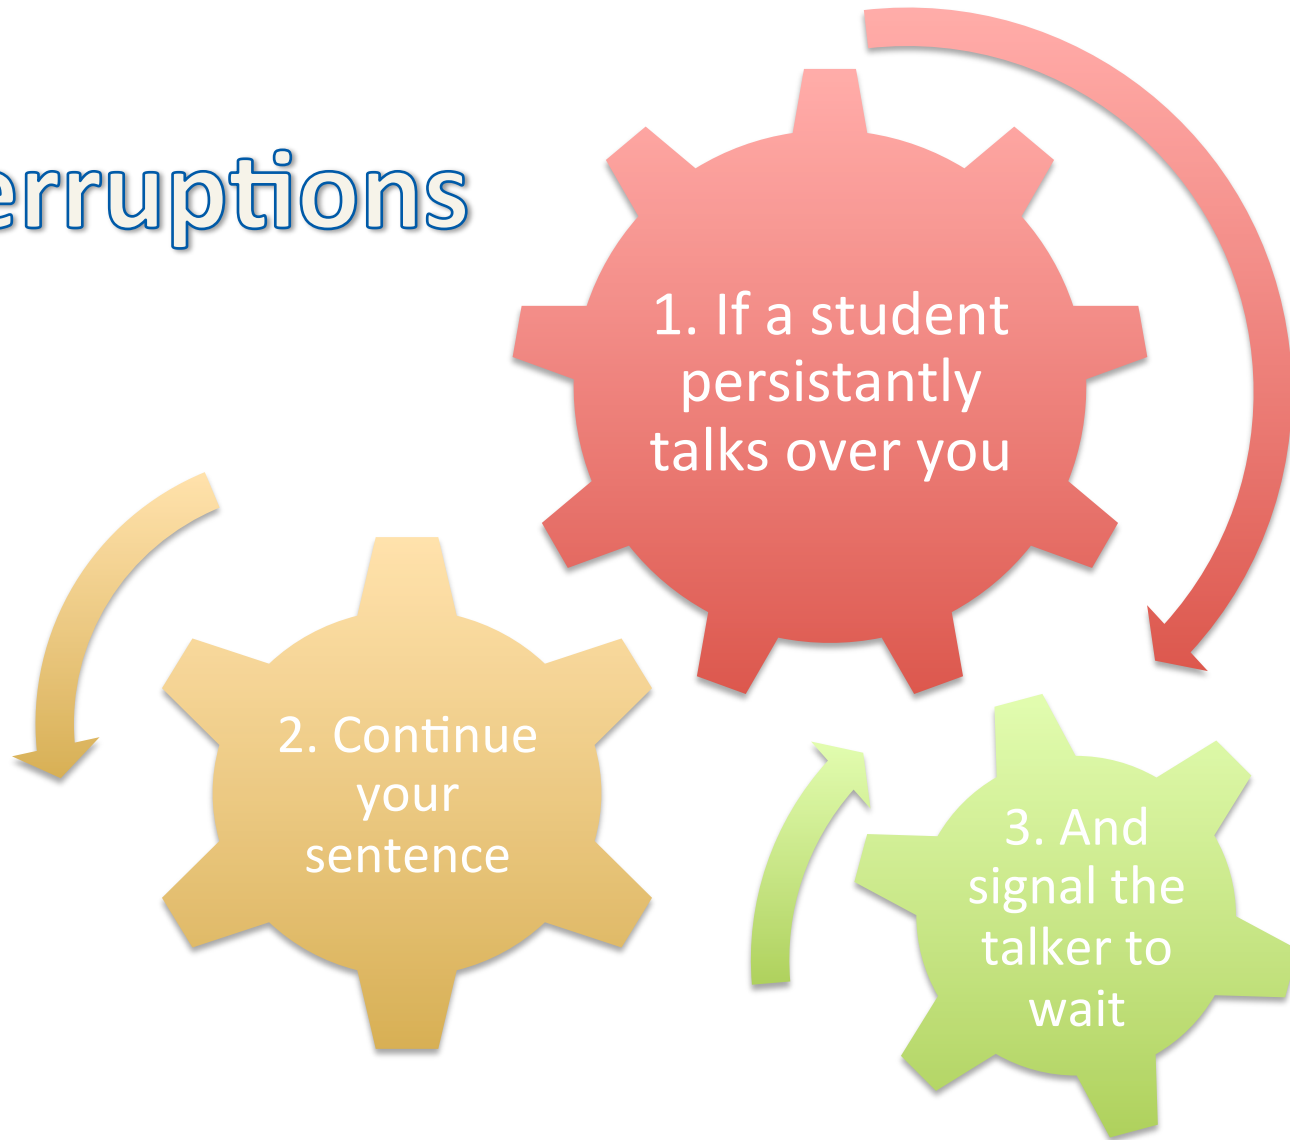 erruptions
1. If a student
persistantly
talks over you
2. Continue
your
sentence
3. And
signal the
talker to
wait